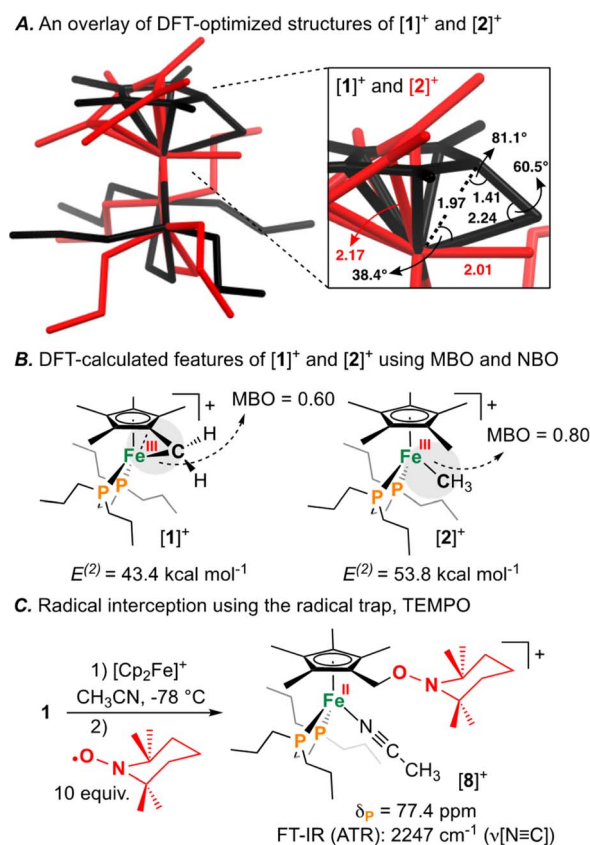 A. An overlay of DFT-optimized structures of [1]⁺ and [2]⁺
[1]⁺ and [2]⁺
81.1°
60.5°
1.97
1.41
2.24
2.17
38.4°
2.01
B. DFT-calculated features of [1]⁺ and [2]⁺ using MBO and NBO
+
MBO = 0.60
H
III
Fe
C
H
P
P
[1]⁺
E⁽²⁾ = 43.4 kcal mol⁻¹
+
MBO = 0.80
III
Fe
CH₃
P
P
[2]⁺
E⁽²⁾ = 53.8 kcal mol⁻¹
C. Radical interception using the radical trap, TEMPO
1
1) [Cp₂Fe]⁺
CH₃CN, -78 °C
2)
•O
N
10 equiv.
+
O
N
II
Fe
P
P
N
C
CH₃
[8]⁺
δP = 77.4 ppm
FT-IR (ATR): 2247 cm⁻¹ (ν[N≡C])